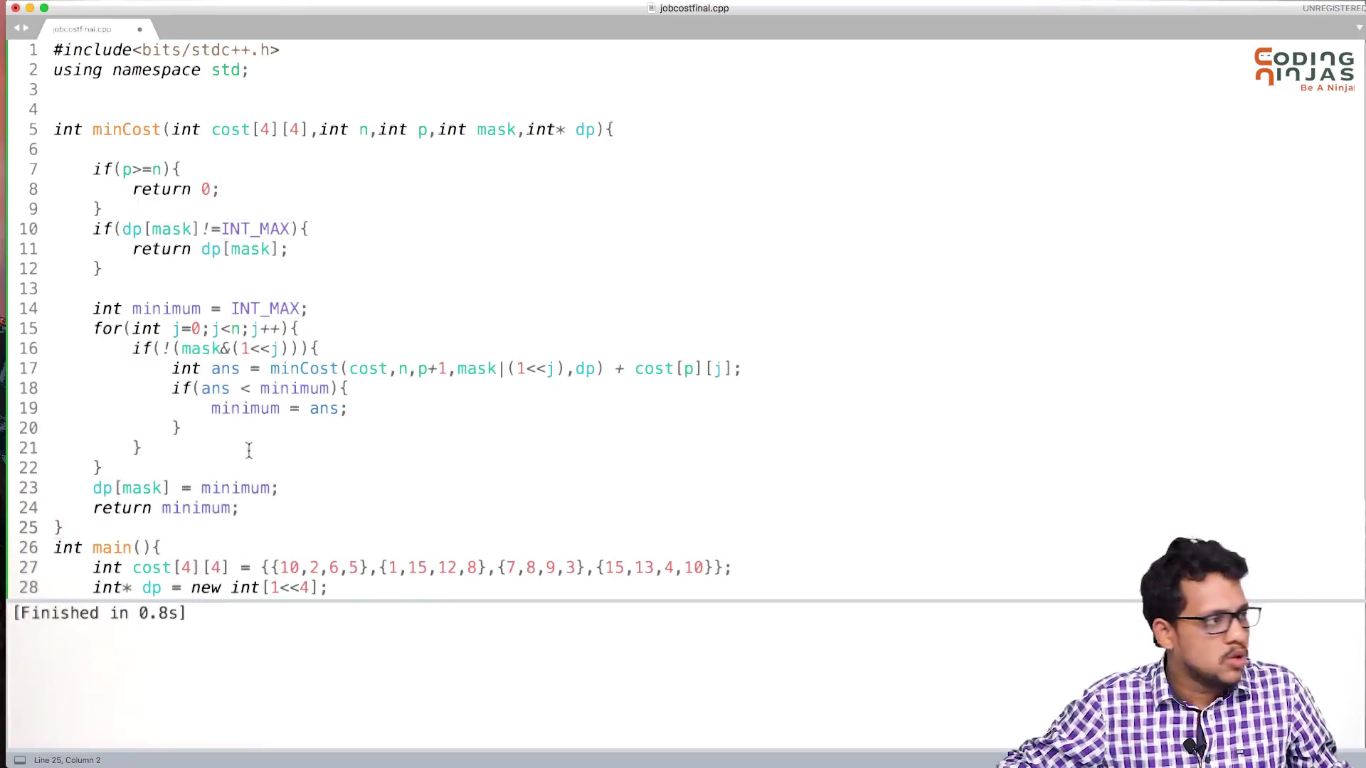 jobcostfinal.cpp
UNREGISTERED
jobcostfinal.cpp
CODING
NINJAS
Be A Ninja
1 #include<bits/stdc++.h>
2 using namespace std;
3
4
5 int minCost(int cost[4][4],int n,int p,int mask,int* dp){
6
7 if(p>=n){
8 return 0;
9 }
10 if(dp[mask]!=INT_MAX){
11 return dp[mask];
12 }
13
14 int minimum = INT_MAX;
15 for(int j=0;j<n;j++){
16 if(!(mask&(1<<j))){
17 int ans = minCost(cost,n,p+1,mask|(1<<j),dp) + cost[p][j];
18 if(ans < minimum){
19 minimum = ans;
20 }
21 }
22 }
23 dp[mask] = minimum;
24 return minimum;
25 }
26 int main(){
27 int cost[4][4] = {{10,2,6,5},{1,15,12,8},{7,8,9,3},{15,13,4,10}};
28 int* dp = new int[1<<4];
[Finished in 0.8s]
Line 25, Column 2